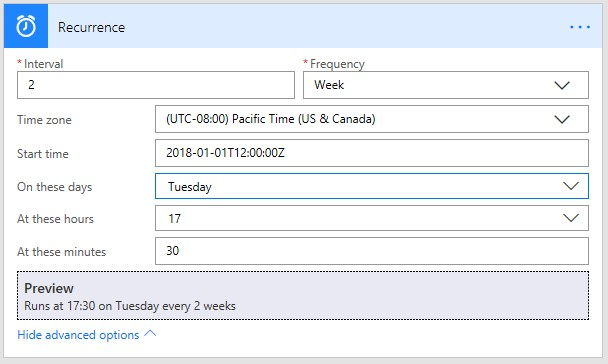 Recurrence
...
* Interval
* Frequency
2
Week
Time zone
(UTC-08:00) Pacific Time (US & Canada)
Start time
2018-01-01T12:00:00Z
On these days
Tuesday
At these hours
17
At these minutes
30
Preview
Runs at 17:30 on Tuesday every 2 weeks
Hide advanced options